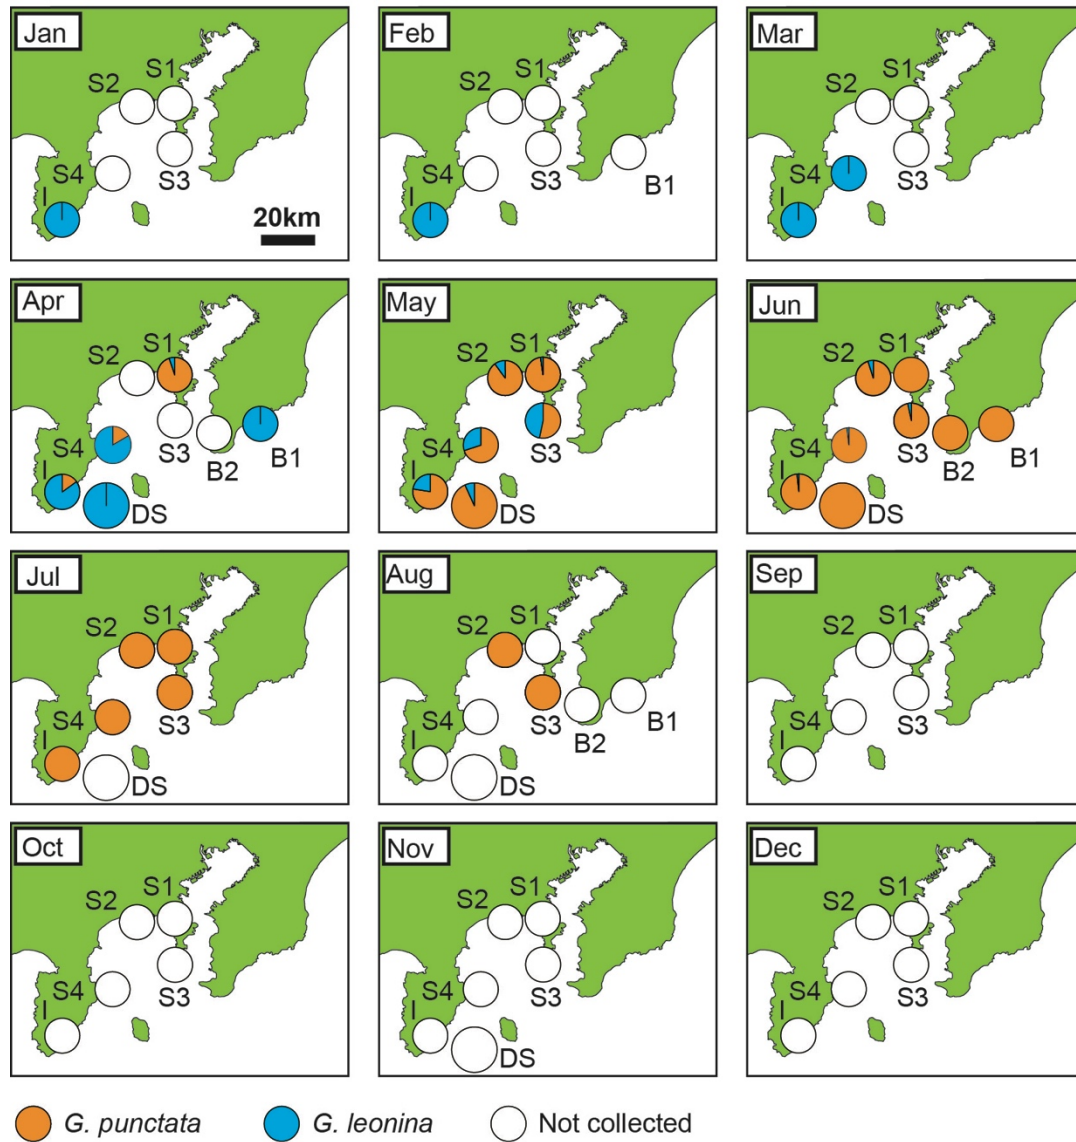 Jan
S2
S1
S4
S3
I
20km
Feb
S2
S1
S4
S3
B1
I
Mar
S2
S1
S4
S3
I
Apr
S2
S1
S4
S3
B2
B1
I
DS
May
S2
S1
S4
S3
I
DS
Jun
S2
S1
S4
S3
B2
B1
I
DS
Jul
S2
S1
S4
S3
I
DS
Aug
S2
S1
S4
S3
B2
B1
I
DS
Sep
S2
S1
S4
S3
I
Oct
S2
S1
S4
S3
I
Nov
S2
S1
S4
S3
I
DS
Dec
S2
S1
S4
S3
I
G. punctata
G. leonina
Not collected